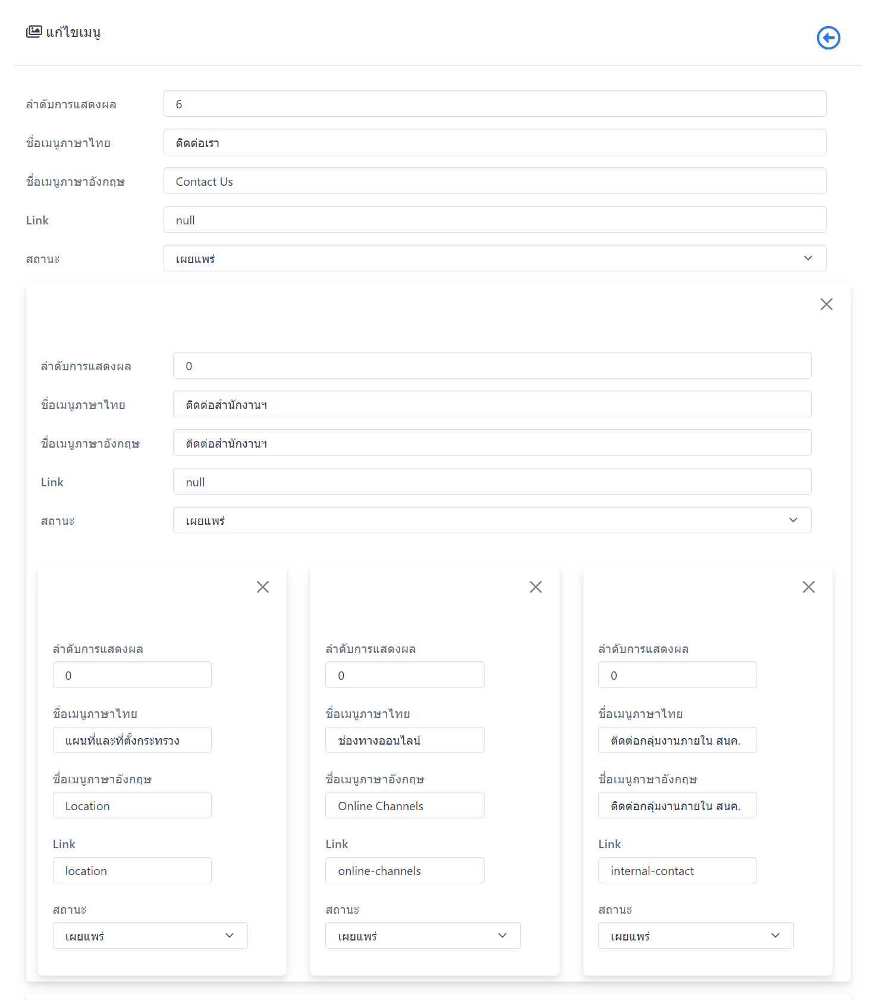 แก้ไขเมนู
ลำดับการแสดงผล 6
ชื่อเมนูภาษาไทย ติดต่อเรา
ชื่อเมนูภาษาอังกฤษ Contact Us
Link null
สถานะ เผยแพร่
ลำดับการแสดงผล 0
ชื่อเมนูภาษาไทย ติดต่อสำนักงานฯ
ชื่อเมนูภาษาอังกฤษ ติดต่อสำนักงานฯ
Link null
สถานะ เผยแพร่
ลำดับการแสดงผล
0
ชื่อเมนูภาษาไทย
แผนที่และที่ตั้งกระทรวง
ชื่อเมนูภาษาอังกฤษ
Location
Link
location
สถานะ
เผยแพร่
ลำดับการแสดงผล
0
ชื่อเมนูภาษาไทย
ช่องทางออนไลน์
ชื่อเมนูภาษาอังกฤษ
Online Channels
Link
online-channels
สถานะ
เผยแพร่
ลำดับการแสดงผล
0
ชื่อเมนูภาษาไทย
ติดต่อกลุ่มงานภายใน สนค.
ชื่อเมนูภาษาอังกฤษ
ติดต่อกลุ่มงานภายใน สนค.
Link
internal-contact
สถานะ
เผยแพร่